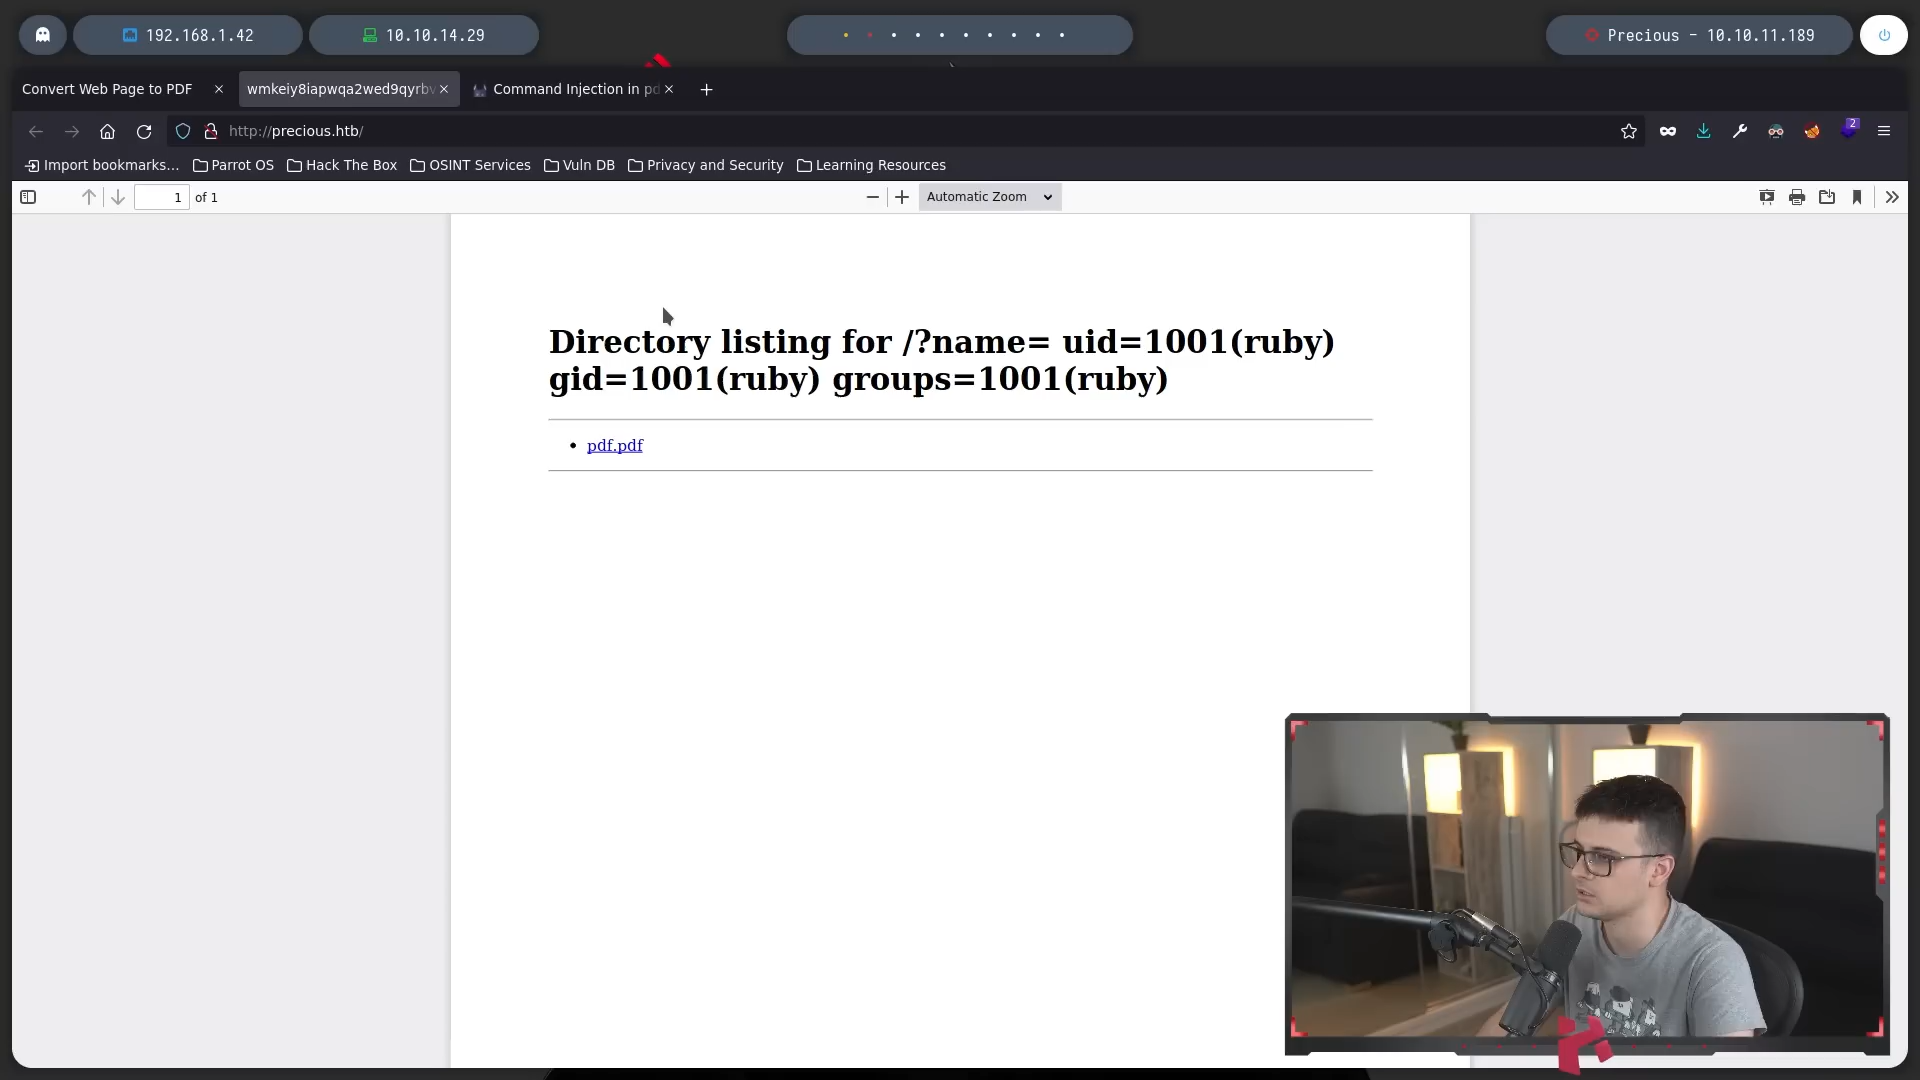 192.168.1.42
10.10.14.29
Precious - 10.10.11.189
Convert Web Page to PDF
wmkeiy8iapwqa2wed9qyrbv
Command Injection in pd
http://precious.htb/
2
Import bookmarks...
Parrot OS
Hack The Box
OSINT Services
Vuln DB
Privacy and Security
Learning Resources
1 of 1
Automatic Zoom
Directory listing for /?name= uid=1001(ruby)
gid=1001(ruby) groups=1001(ruby)
pdf.pdf